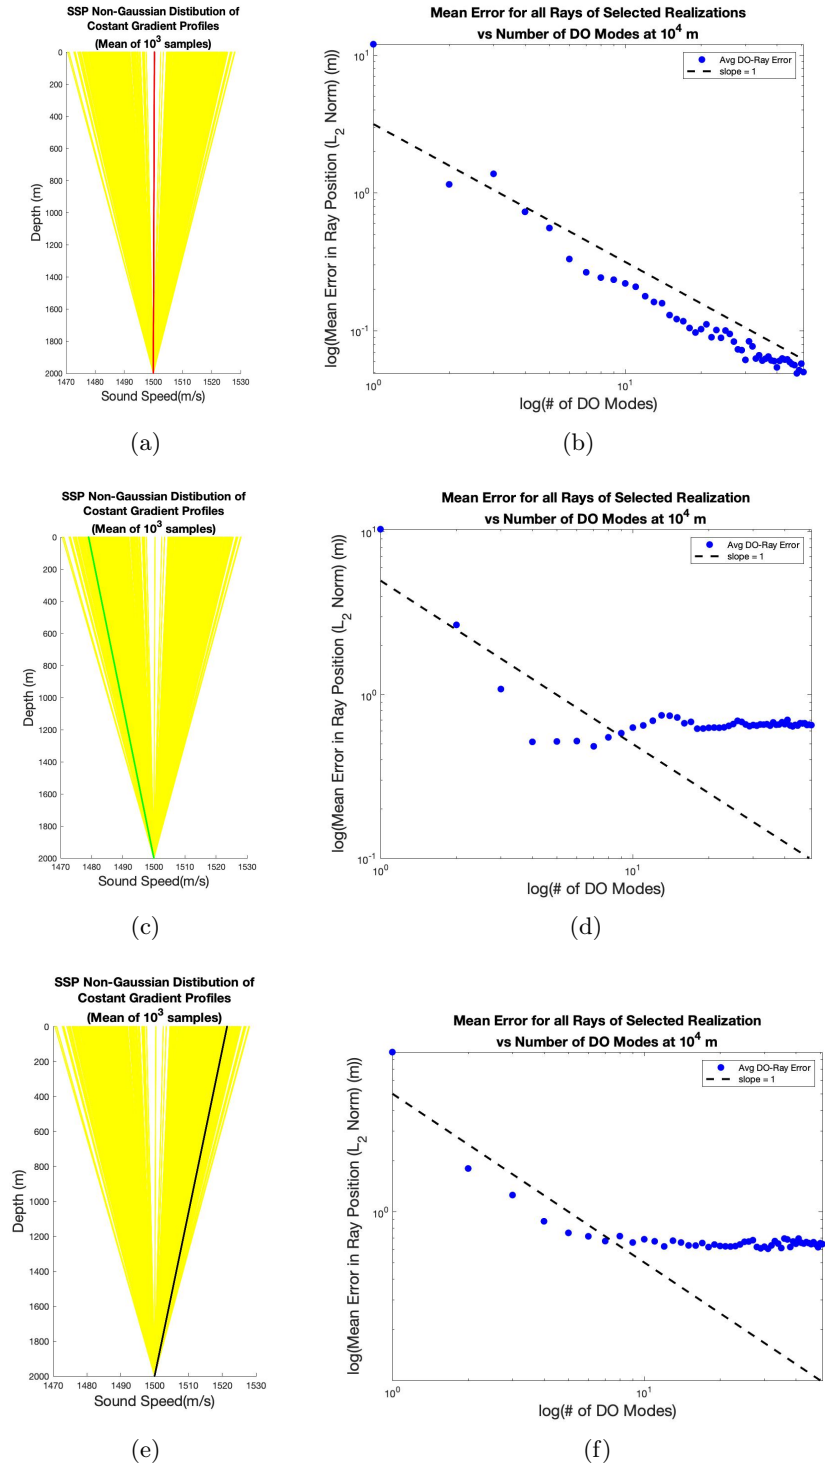 SSP Non-Gaussian Distibution of
Costant Gradient Profiles
(Mean of 10³ samples)
0
200
400
600
800
1000
1200
1400
1600
1800
2000
Depth (m)
1470 1480 1490 1500 1510 1520 1530
Sound Speed(m/s)
(a)
Mean Error for all Rays of Selected Realizations
vs Number of DO Modes at 10⁴ m
Avg DO-Ray Error
slope = 1
10¹
10⁰
10⁻¹
log(Mean Error in Ray Position (L₂ Norm) (m))
10⁰ 10¹
log(# of DO Modes)
(b)
SSP Non-Gaussian Distibution of
Costant Gradient Profiles
(Mean of 10³ samples)
0
200
400
600
800
1000
1200
1400
1600
1800
2000
Depth (m)
1470 1480 1490 1500 1510 1520 1530
Sound Speed(m/s)
(c)
Mean Error for all Rays of Selected Realization
vs Number of DO Modes at 10⁴ m
Avg DO-Ray Error
slope = 1
10¹
10⁰
10⁻¹
log(Mean Error in Ray Position (L₂ Norm) (m))
10⁰ 10¹
log(# of DO Modes)
(d)
SSP Non-Gaussian Distibution of
Costant Gradient Profiles
(Mean of 10³ samples)
0
200
400
600
800
1000
1200
1400
1600
1800
2000
Depth (m)
1470 1480 1490 1500 1510 1520 1530
Sound Speed(m/s)
(e)
Mean Error for all Rays of Selected Realization
vs Number of DO Modes at 10⁴ m
Avg DO-Ray Error
slope = 1
10⁰
log(Mean Error in Ray Position (L₂ Norm) (m))
10⁰ 10¹
log(# of DO Modes)
(f)